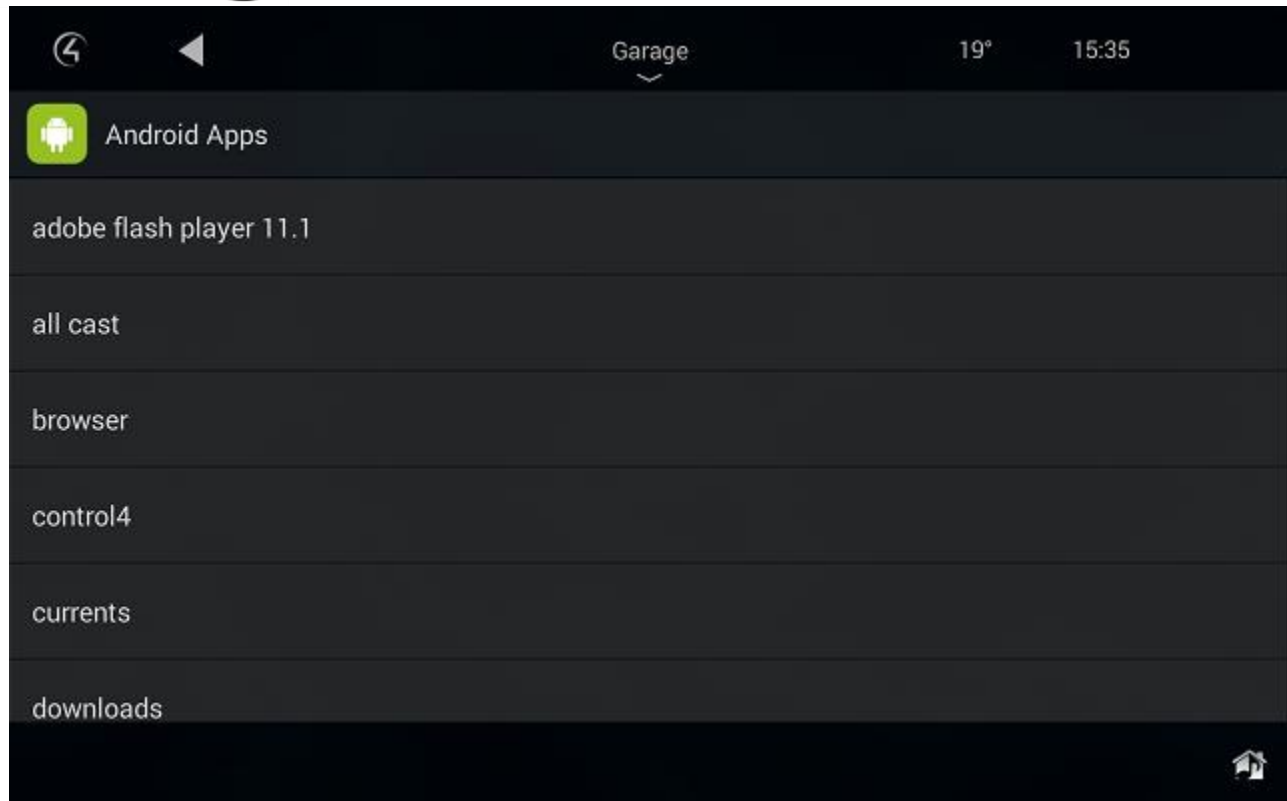 Garage 19° 15:35
Android Apps
adobe flash player 11.1
all cast
browser
control4
currents
downloads